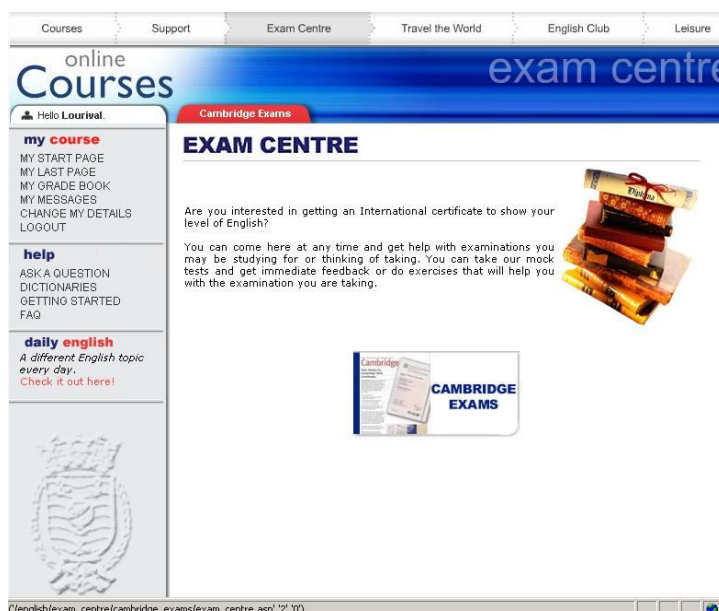 Courses Support Exam Centre Travel the World English Club Leisure
online
Courses
exam centre
Hello Lourival.
Cambridge Exams
my course
MY START PAGE
MY LAST PAGE
MY GRADE BOOK
MY MESSAGES
CHANGE MY DETAILS
LOGOUT
help
ASK A QUESTION
DICTIONARIES
GETTING STARTED
FAQ
daily english
A different English topic
every day.
Check it out here!
EXAM CENTRE
Are you interested in getting an International certificate to show your
level of English?
You can come here at any time and get help with examinations you
may be studying for or thinking of taking. You can take our mock
tests and get immediate feedback or do exercises that will help you
with the examination you are taking.
Diploma
Cambridge
CAMBRIDGE
EXAMS
('/english/exam_centre/cambridge_exams/exam_centre.asp','2','0')